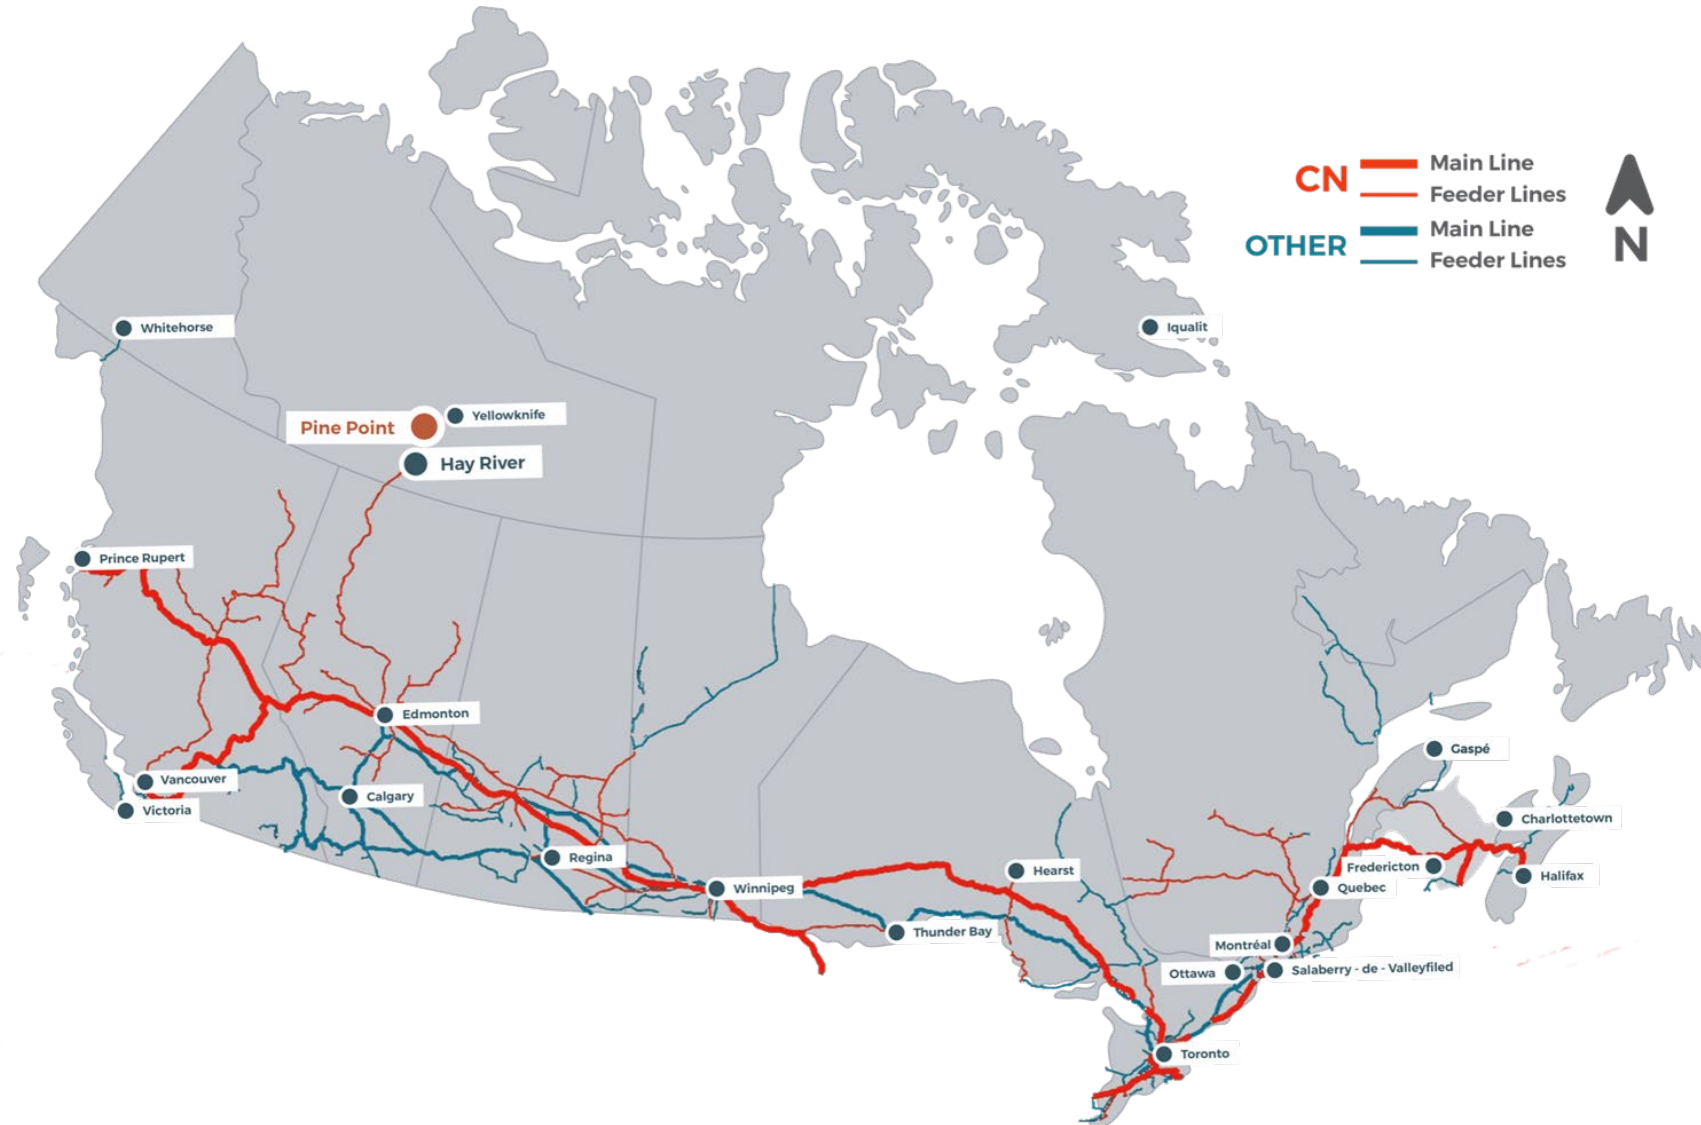 CN
Main Line
Feeder Lines
OTHER
Main Line
Feeder Lines
N
Whitehorse
Iqualit
Yellowknife
Pine Point
Hay River
Prince Rupert
Edmonton
Gaspé
Vancouver
Calgary
Victoria
Charlottetown
Regina
Fredericton
Hearst
Halifax
Winnipeg
Quebec
Thunder Bay
Montréal
Ottawa
Salaberry - de - Valleyfiled
Toronto